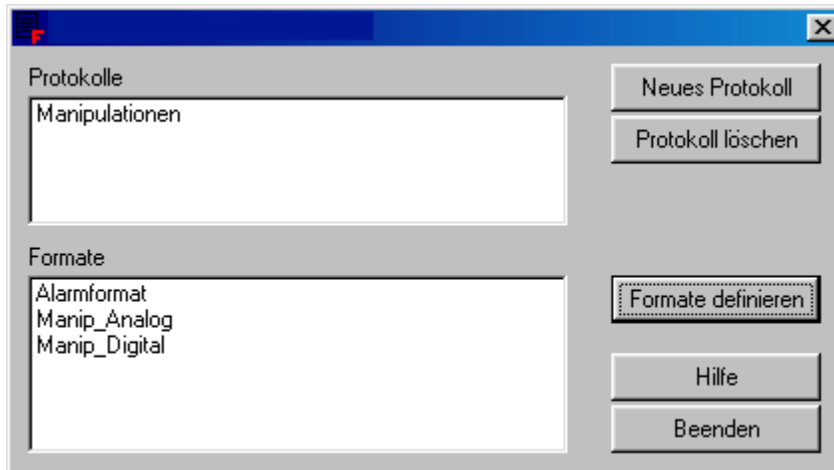 F
Protokolle
Manipulationen
Neues Protokoll
Protokoll löschen
Formate
Alarmformat
Manip_Analog
Manip_Digital
Formate definieren
Hilfe
Beenden